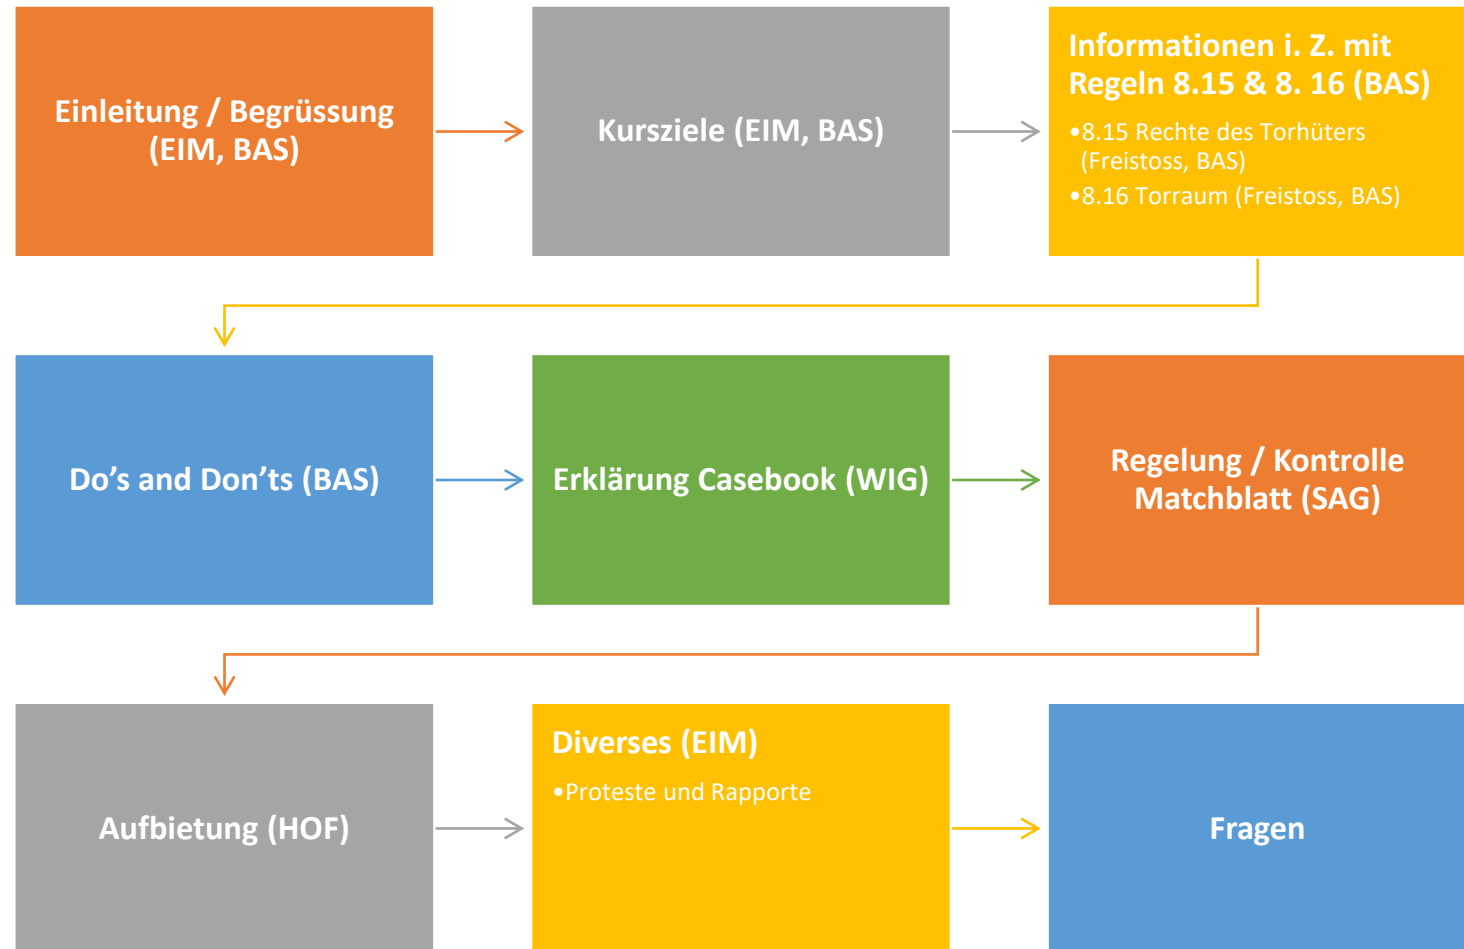 Einleitung / Begrüssung
(EIM, BAS)
Kursziele (EIM, BAS)
Informationen i. Z. mit
Regeln 8.15 & 8. 16 (BAS)
•8.15 Rechte des Torhüters
(Freistoss, BAS)
•8.16 Torraum (Freistoss, BAS)
Do’s and Don’ts (BAS)
Erklärung Casebook (WIG)
Regelung / Kontrolle
Matchblatt (SAG)
Aufbietung (HOF)
Diverses (EIM)
•Proteste und Rapporte
Fragen